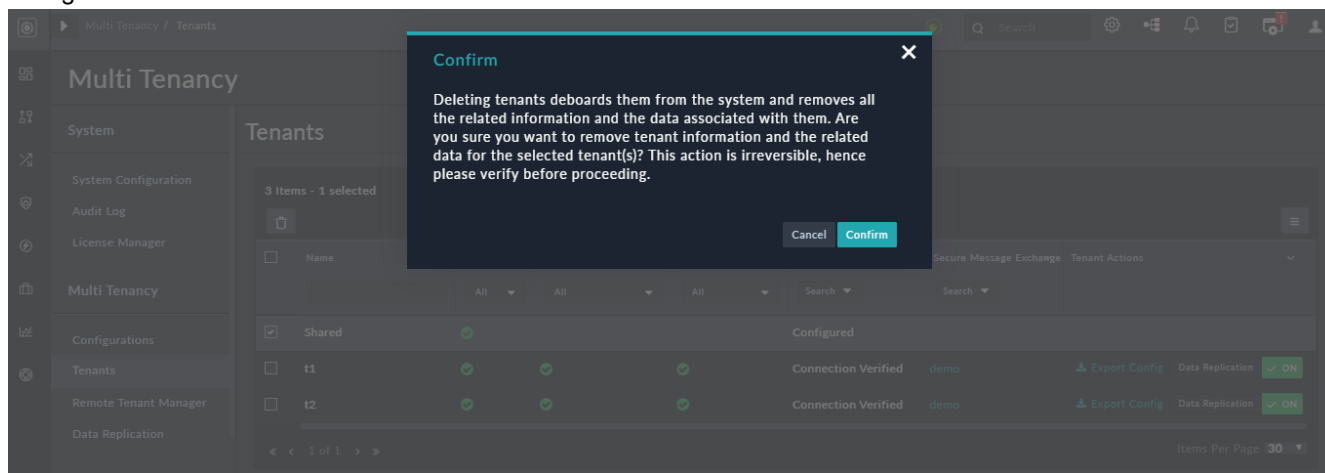 Multi Tenancy / Tenants
Search
Confirm
Deleting tenants deboards them from the system and removes all
the related information and the data associated with them. Are
you sure you want to remove tenant information and the related
data for the selected tenant(s)? This action is irreversible, hence
please verify before proceeding.
Cancel Confirm
Multi Tenancy
System
System Configuration
Audit Log
License Manager
Multi Tenancy
Configurations
Tenants
Remote Tenant Manager
Data Replication
Tenants
3 Items - 1 selected
Name Secure Message Exchange Tenant Actions
All All All Search Search
Shared Configured
t1 Connection Verified demo Export Config Data Replication ON
t2 Connection Verified demo Export Config Data Replication ON
« ‹ 1 of 1 › » Items Per Page 30